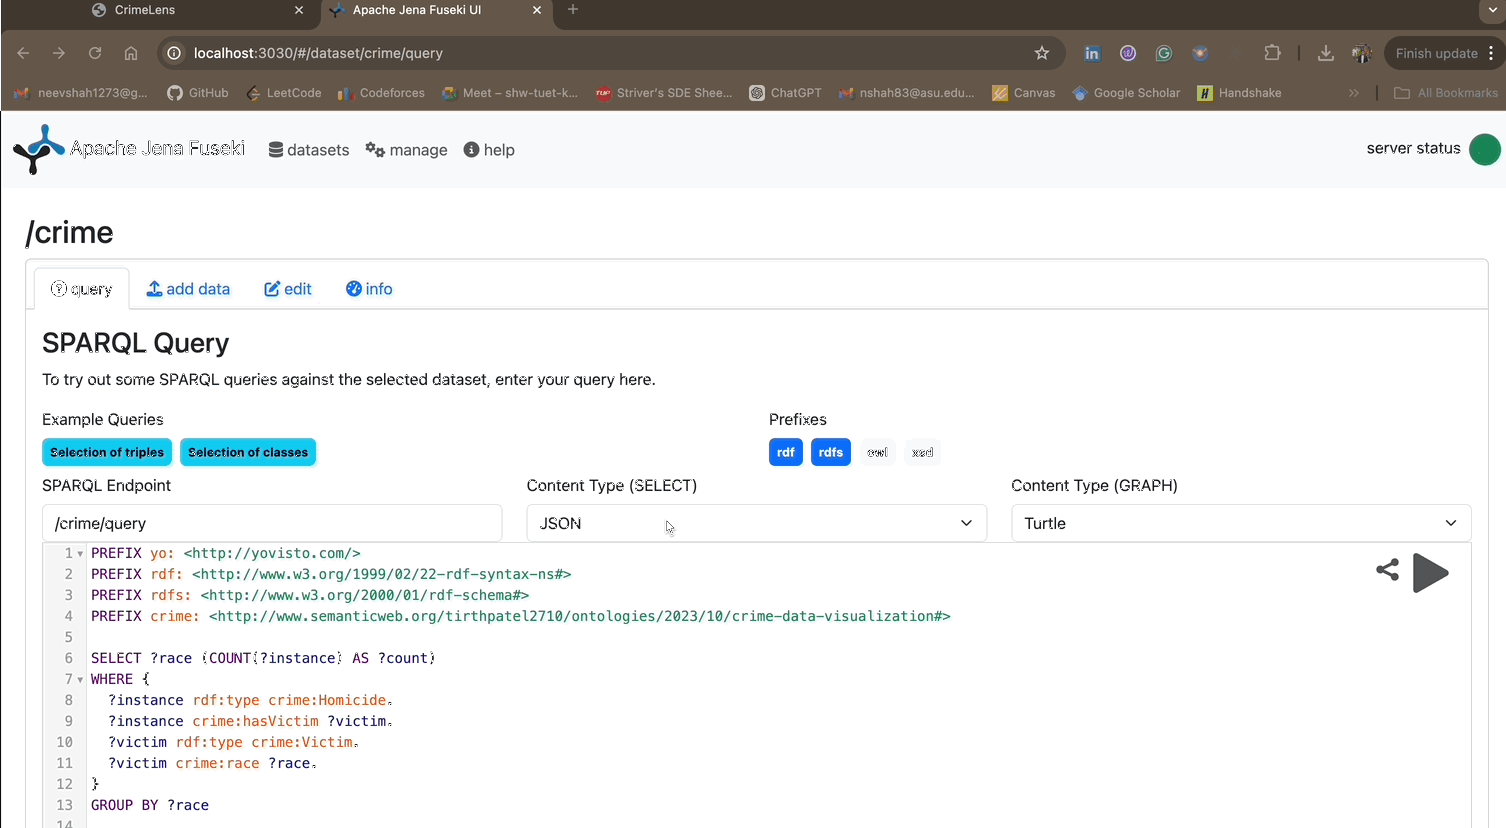 CrimeLens
Apache Jena Fuseki UI
localhost:3030/#/dataset/crime/query
Finish update
neevshah1273@g...
GitHub
LeetCode
Codeforces
Meet – shw-tuet-k...
Striver's SDE Shee...
ChatGPT
nshah83@asu.edu...
Canvas
Google Scholar
Handshake
All Bookmarks
Apache Jena Fuseki
datasets
manage
help
server status
/crime
query
add data
edit
info
SPARQL Query
To try out some SPARQL queries against the selected dataset, enter your query here.
Example Queries
Prefixes
Selection of triples
Selection of classes
rdf
rdfs
owl
xsd
SPARQL Endpoint
Content Type (SELECT)
Content Type (GRAPH)
/crime/query
JSON
Turtle
1 PREFIX yo: <http://yovisto.com/>
2 PREFIX rdf: <http://www.w3.org/1999/02/22-rdf-syntax-ns#>
3 PREFIX rdfs: <http://www.w3.org/2000/01/rdf-schema#>
4 PREFIX crime: <http://www.semanticweb.org/tirthpatel2710/ontologies/2023/10/crime-data-visualization#>
5
6 SELECT ?race (COUNT(?instance) AS ?count)
7 WHERE {
8 ?instance rdf:type crime:Homicide.
9 ?instance crime:hasVictim ?victim.
10 ?victim rdf:type crime:Victim.
11 ?victim crime:race ?race.
12 }
13 GROUP BY ?race
14